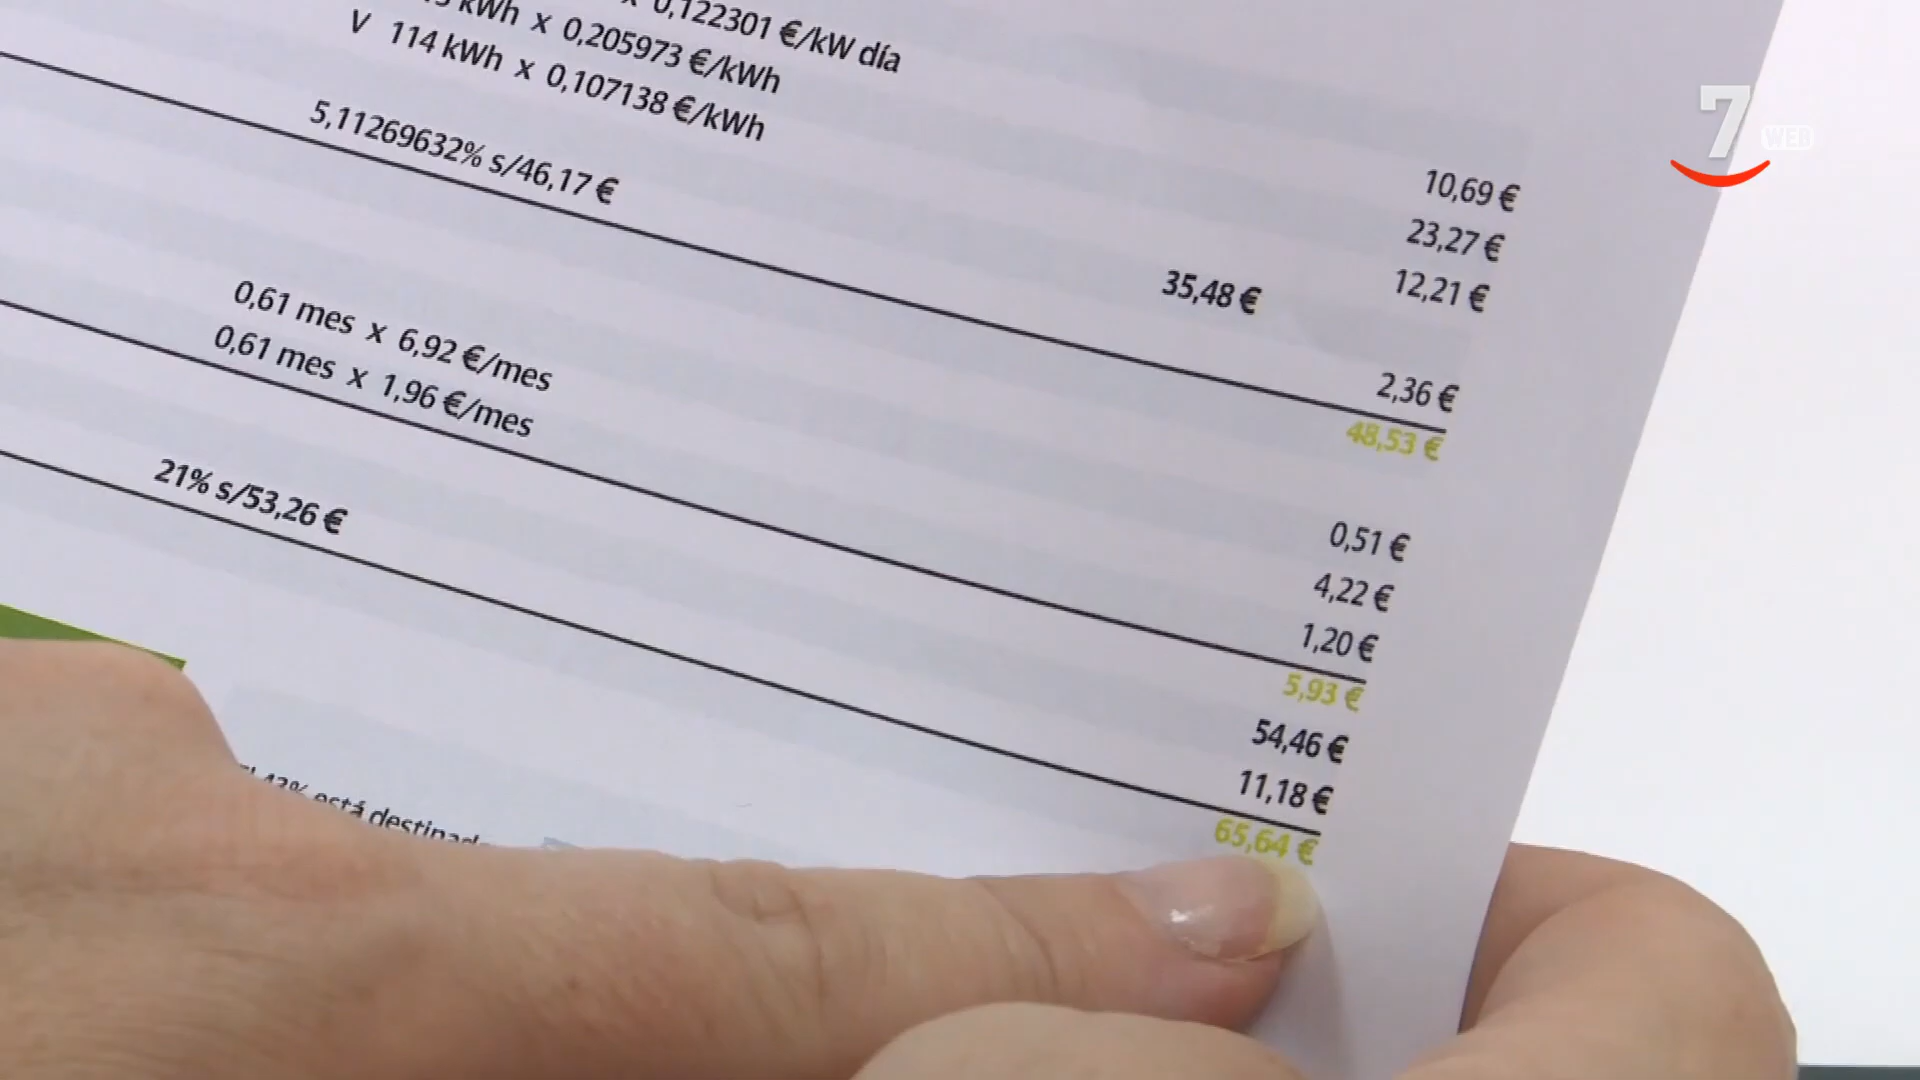 x 0,122301 €/kW día
kWh x 0,205973 €/kWh
V 114 kWh x 0,107138 €/kWh
10,69 €
23,27 €
12,21 €
35,48 €
5,11269632% s/46,17 €
2,36 €
48,53 €
0,51 €
0,61 mes x 6,92 €/mes
4,22 €
0,61 mes x 1,96 €/mes
1,20 €
5,93 €
54,46 €
21% s/53,26 €
11,18 €
65,64 €
43% está destinado
7 WEB